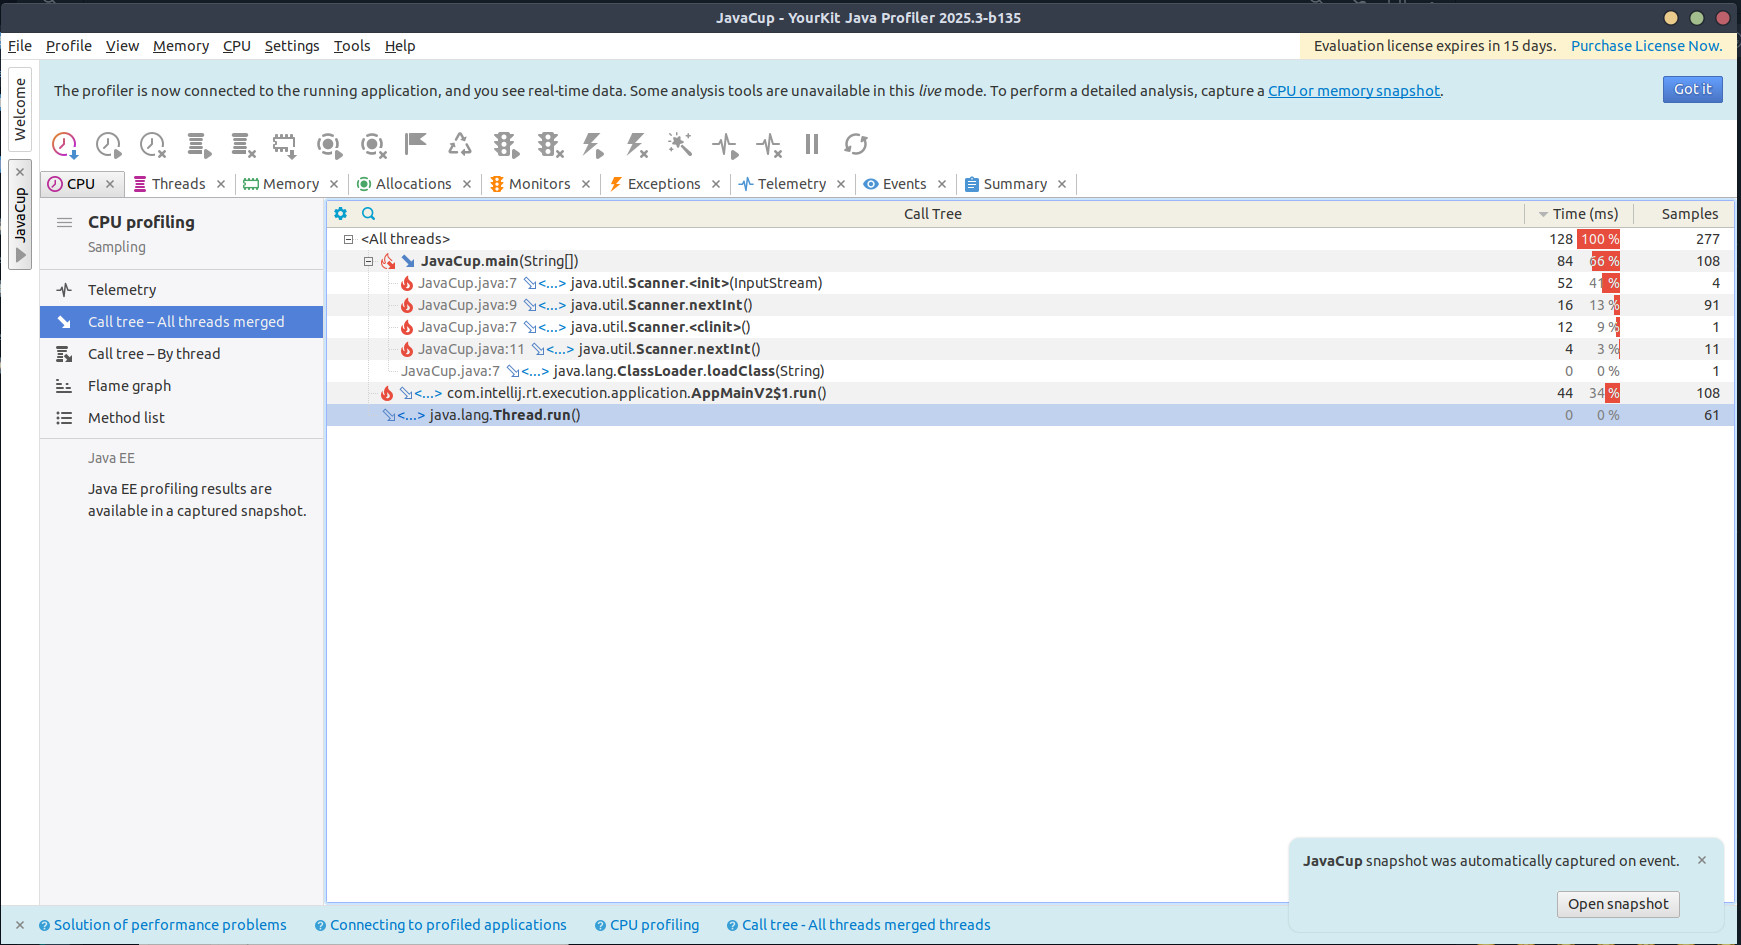 JavaCup - YourKit Java Profiler 2025.3-b135
File Profile View Memory CPU Settings Tools Help
Evaluation license expires in 15 days. Purchase License Now.
Welcome
JavaCup
The profiler is now connected to the running application, and you see real-time data. Some analysis tools are unavailable in this live mode. To perform a detailed analysis, capture a CPU or memory snapshot.
Got it
CPU Threads Memory Allocations Monitors Exceptions Telemetry Events Summary
CPU profiling
Sampling
Telemetry
Call tree – All threads merged
Call tree – By thread
Flame graph
Method list
Java EE
Java EE profiling results are
available in a captured snapshot.
Call Tree Time (ms) Samples
<All threads> 128 100 % 277
JavaCup.main(String[]) 84 66 % 108
JavaCup.java:7 <...> java.util.Scanner.<init>(InputStream) 52 41 % 4
JavaCup.java:9 <...> java.util.Scanner.nextInt() 16 13 % 91
JavaCup.java:7 <...> java.util.Scanner.<clinit>() 12 9 % 1
JavaCup.java:11 <...> java.util.Scanner.nextInt() 4 3 % 11
JavaCup.java:7 <...> java.lang.ClassLoader.loadClass(String) 0 0 % 1
<...> com.intellij.rt.execution.application.AppMainV2$1.run() 44 34 % 108
<...> java.lang.Thread.run() 0 0 % 61
JavaCup snapshot was automatically captured on event.
Open snapshot
Solution of performance problems Connecting to profiled applications CPU profiling Call tree - All threads merged threads